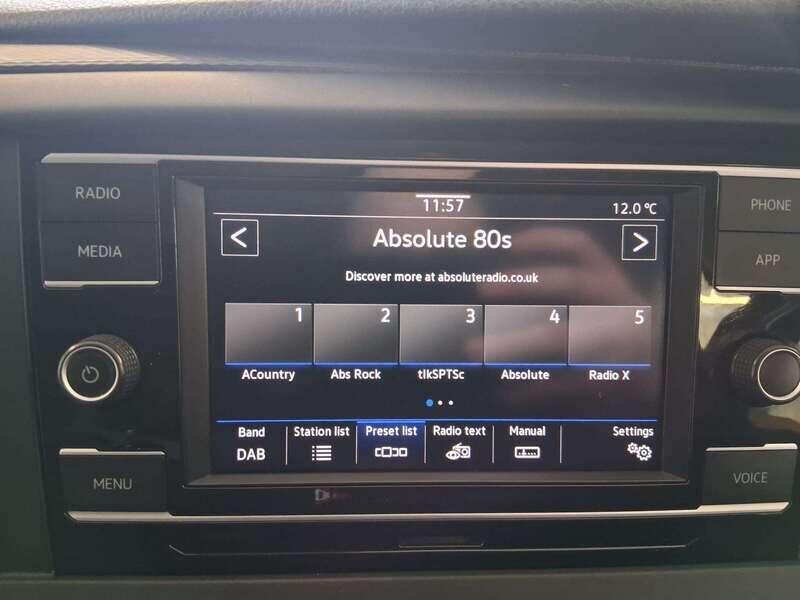 RADIO
MEDIA
MENU
PHONE
APP
VOICE
11:57
12.0 °C
< Absolute 80s >
Discover more at absoluteradio.co.uk
1 2 3 4 5
ACountry Abs Rock tlkSPTSc Absolute Radio X
Band Station list Preset list Radio text Manual Settings
DAB